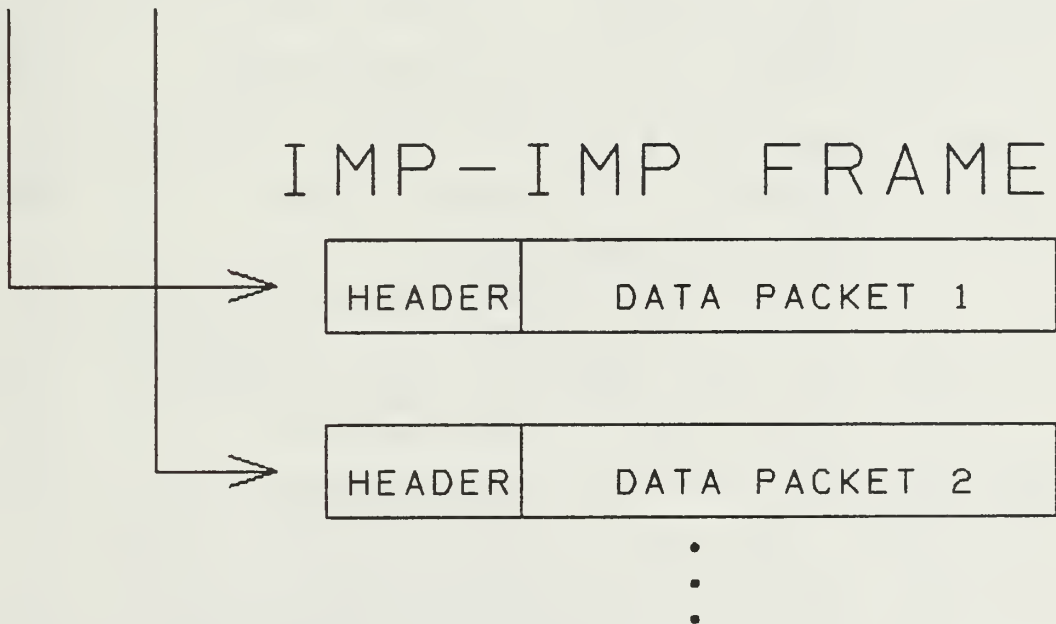 IMP-IMP FRAME
HEADER DATA PACKET 1
HEADER DATA PACKET 2